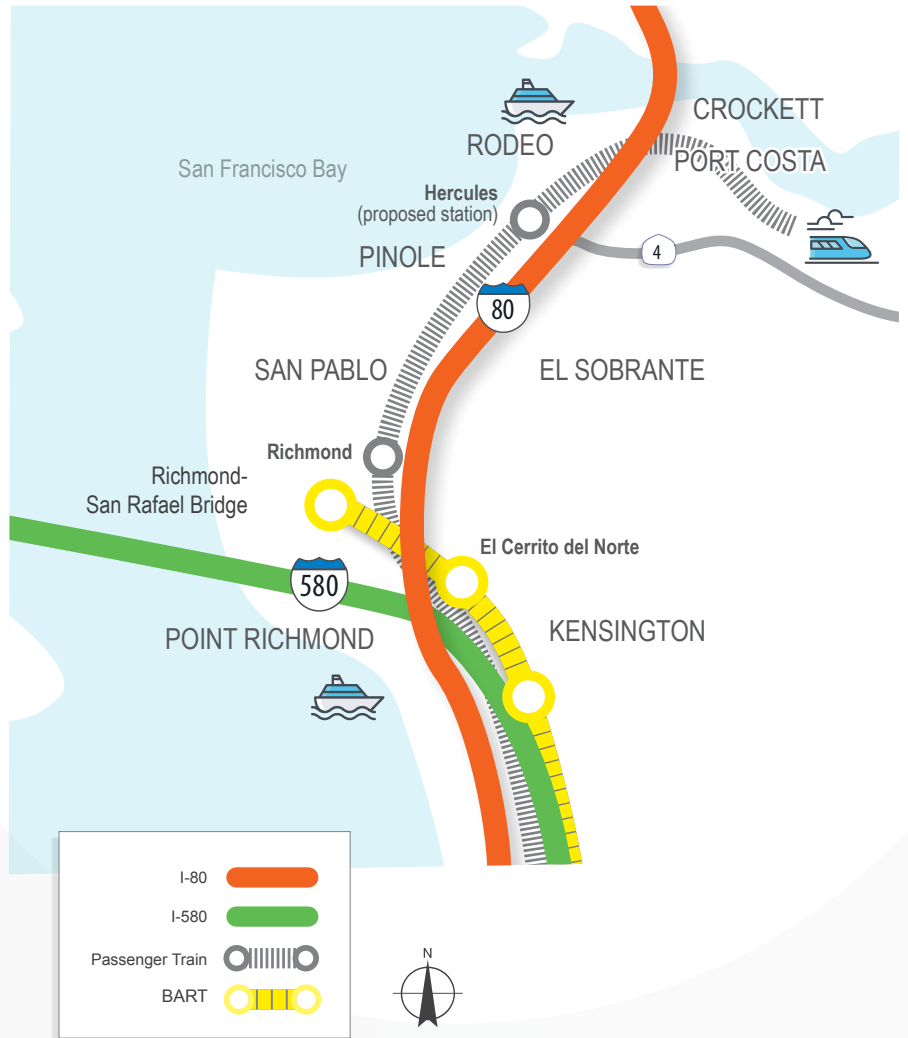 CROCKETT
RODEO
PORT COSTA
San Francisco Bay
Hercules
(proposed station)
4
PINOLE
80
SAN PABLO
EL SOBRANTE
Richmond
Richmond-
San Rafael Bridge
El Cerrito del Norte
580
POINT RICHMOND
KENSINGTON
I-80
I-580
Passenger Train
BART
N